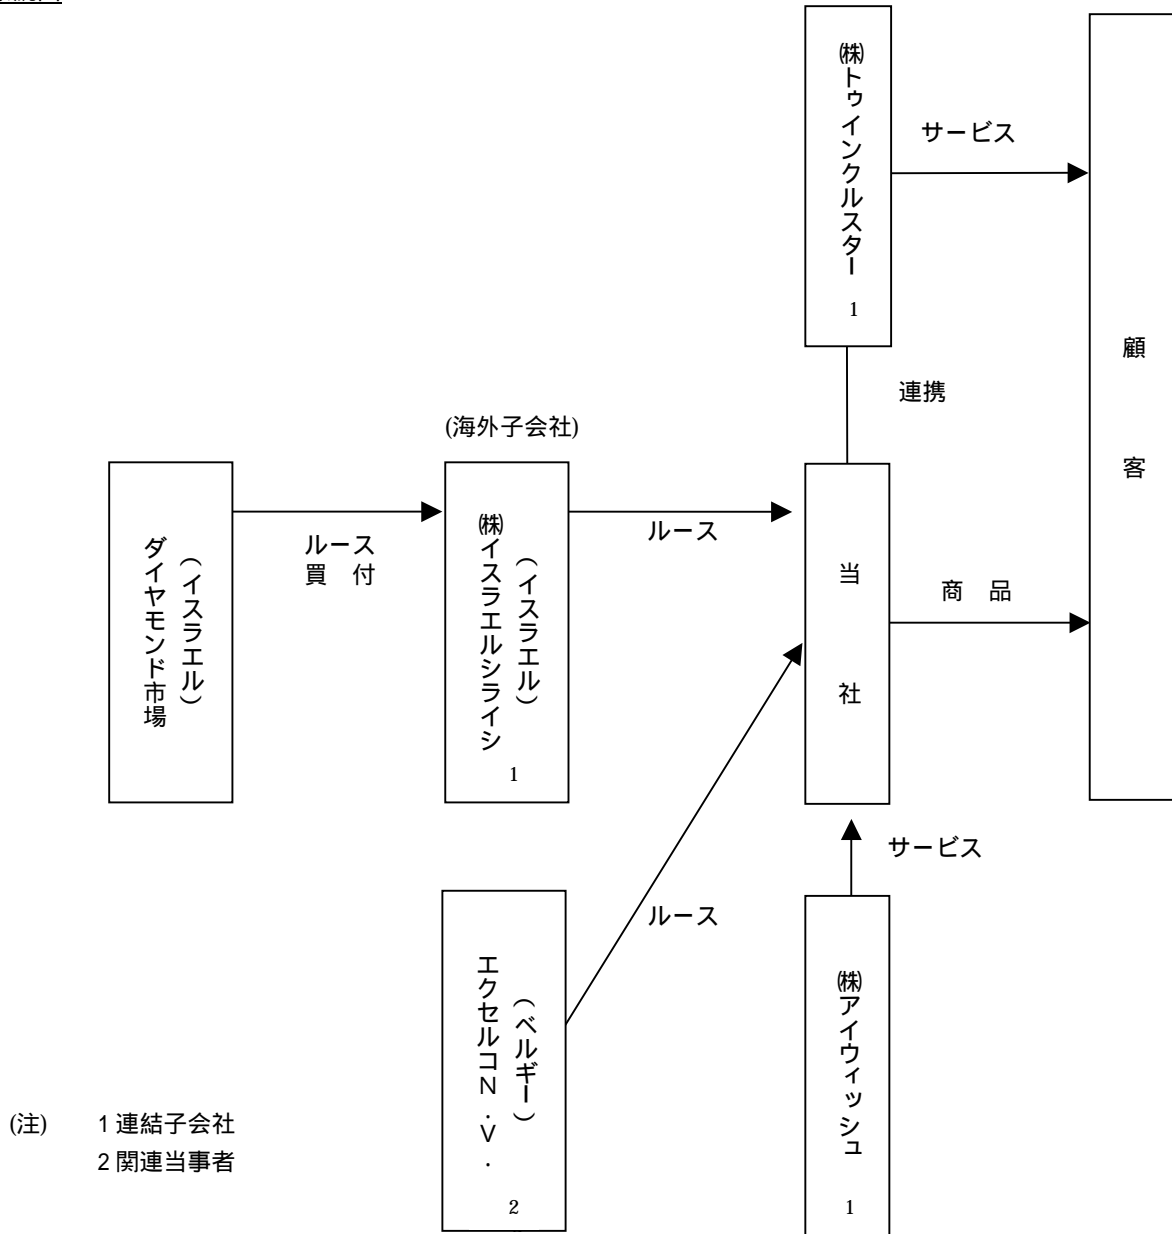 ㈱トゥインクルスター
1
サービス
顧
客
連携
(海外子会社)
(イスラエル)
ダイヤモンド市場
ルース
買 付
(イスラエル)
㈱イスラエルシライシ
1
ルース
当
社
商 品
サービス
(ベルギー)
エクセルコN.V.
2
ルース
㈱アイウィッシュ
1
(注) 1 連結子会社
2 関連当事者